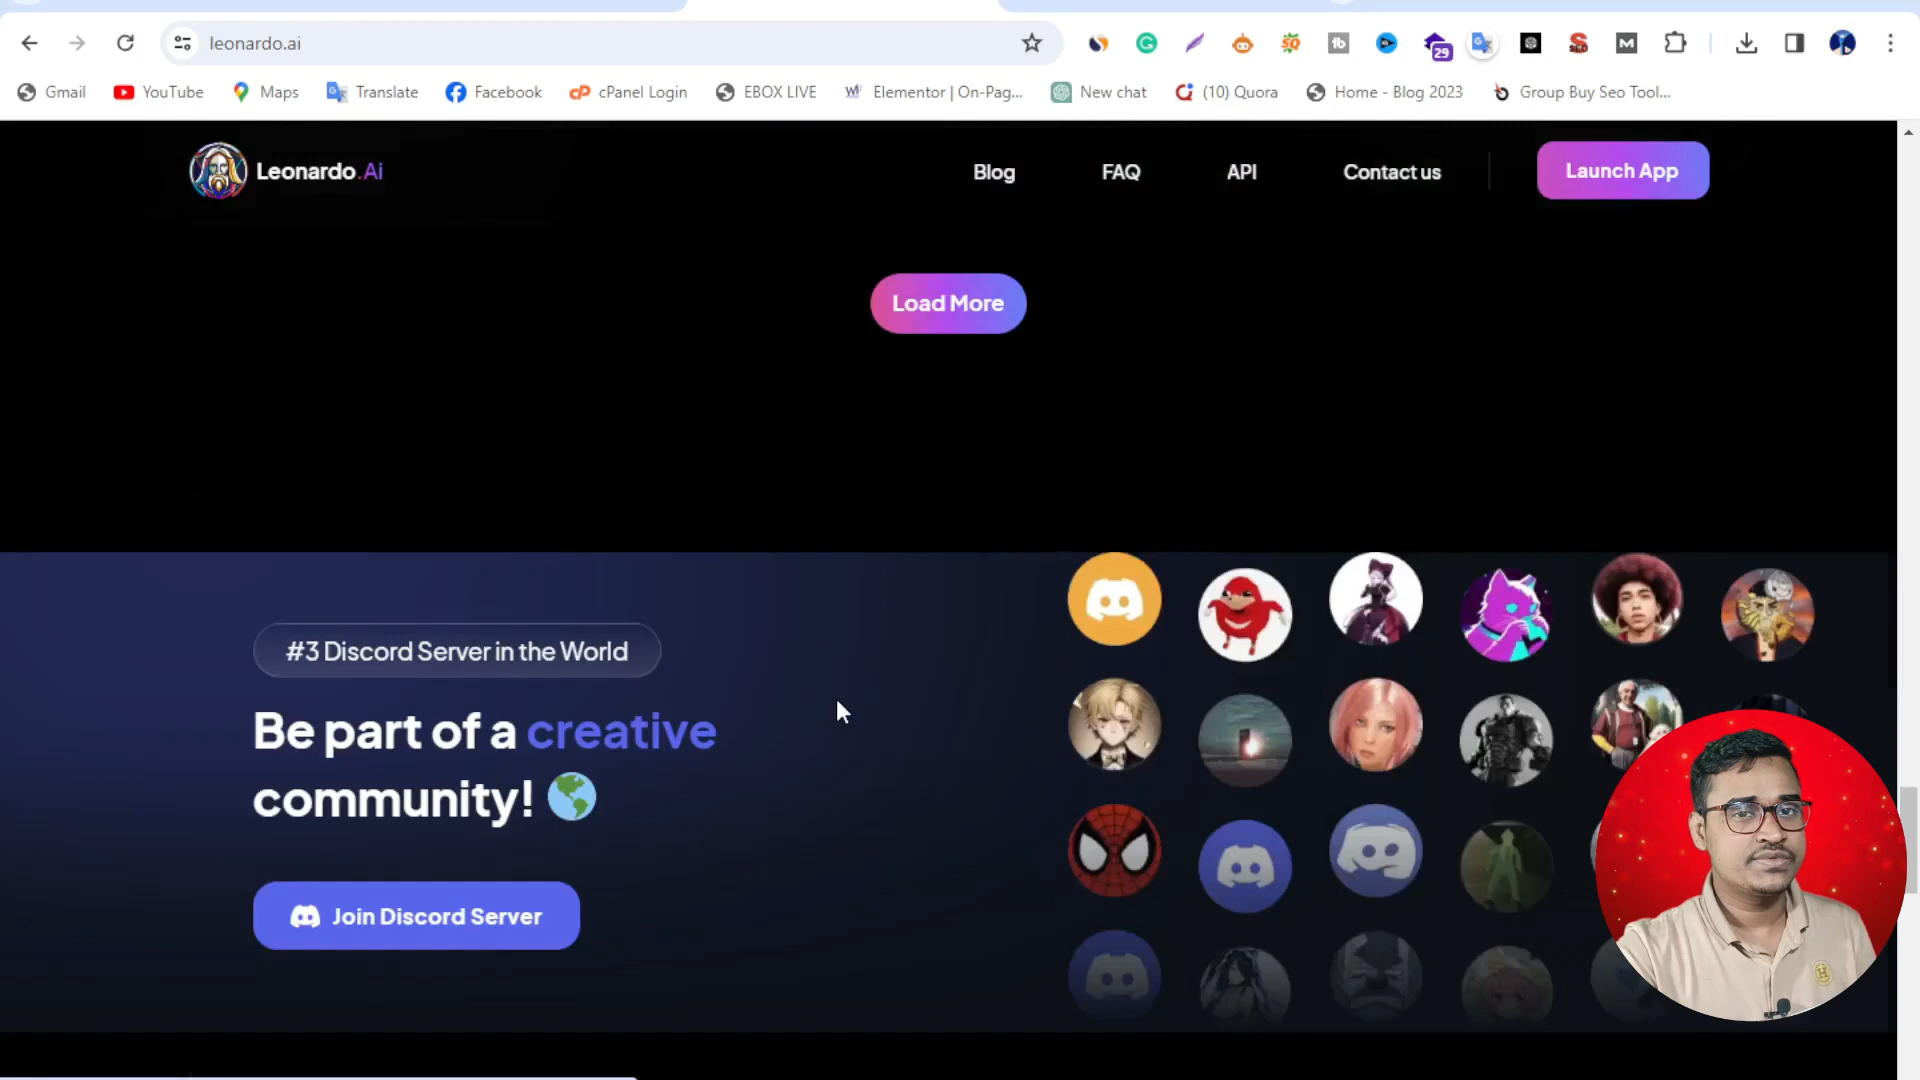 leonardo.ai
29
Gmail
YouTube
Maps
Translate
Facebook
cPanel Login
EBOX LIVE
Elementor | On-Pag...
New chat
(10) Quora
Home - Blog 2023
Group Buy Seo Tool...
Leonardo.Ai
Blog
FAQ
API
Contact us
Launch App
Load More
#3 Discord Server in the World
Be part of a creative
community!
Join Discord Server